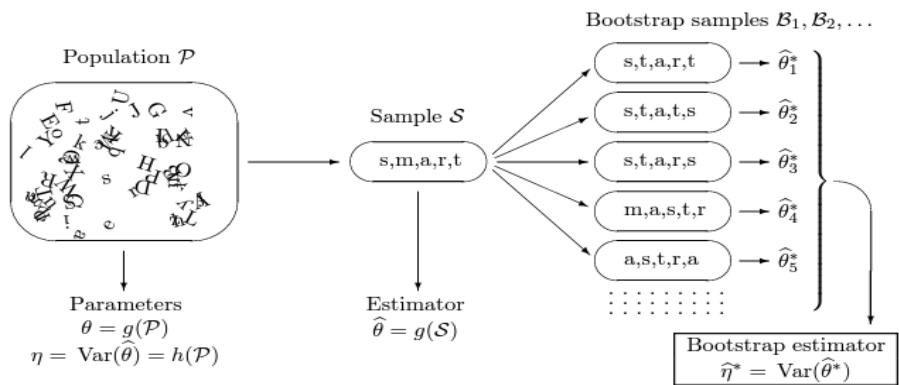 Bootstrap samples 𝓑₁, 𝓑₂, …
Population 𝓟
Sample 𝓢
s,m,a,r,t
s,t,a,r,t
θ̂*₁
s,t,a,t,s
θ̂*₂
s,t,a,r,s
θ̂*₃
m,a,s,t,r
θ̂*₄
a,s,t,r,a
θ̂*₅
Parameters
θ = g(𝓟)
η = Var(θ̂) = h(𝓟)
Estimator
θ̂ = g(𝓢)
Bootstrap estimator
η̂* = Var(θ̂*)